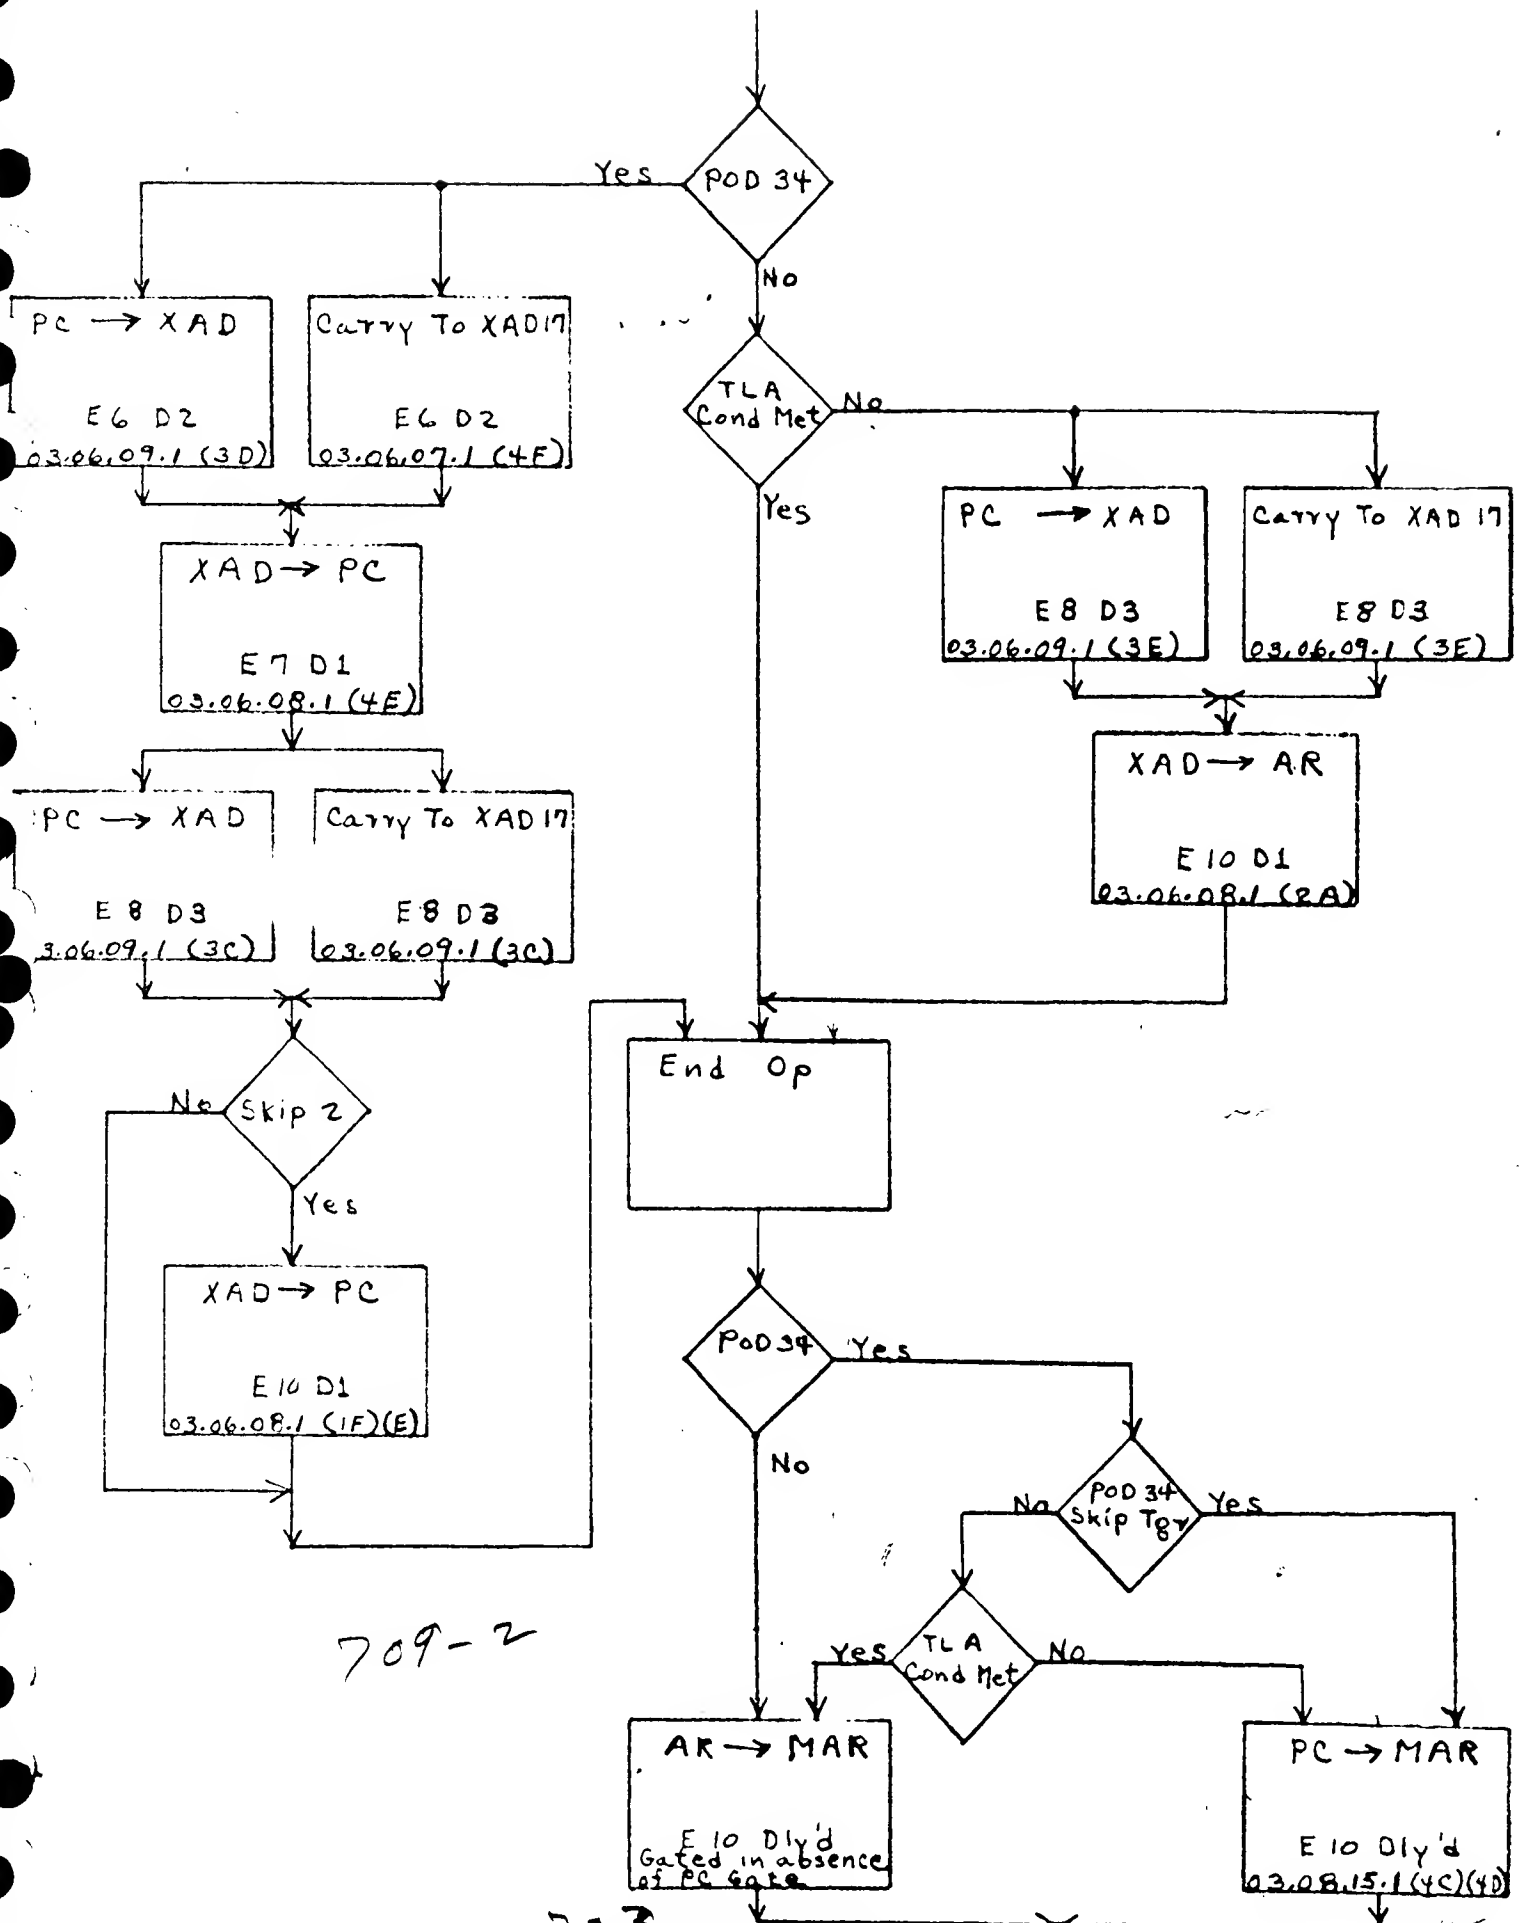 POD 34
Yes
No
PC → XAD
E6 D2
03.06.09.1 (3D)
Carry To XAD17
E6 D2
03.06.07.1 (4F)
XAD → PC
E7 D1
03.06.08.1 (4E)
PC → XAD
E8 D3
3.06.09.1 (3C)
Carry To XAD17
E8 D3
03.06.09.1 (3C)
Skip 2
No
Yes
XAD → PC
E10 D1
03.06.08.1 (1F)(E)
TLA
Cond Met
No
Yes
PC → XAD
E8 D3
03.06.09.1 (3E)
Carry To XAD 17
E8 D3
03.06.09.1 (3E)
XAD → AR
E10 D1
03.06.08.1 (2A)
End Op
POD 34
Yes
No
POD 34
Skip Tgr
No
Yes
TLA
Cond Met
Yes
No
AR → MAR
E10 Dly'd
Gated in absence
of PC Gate
PC → MAR
E10 Dly'd
03.08.15.1 (4C)(4D)
709-2